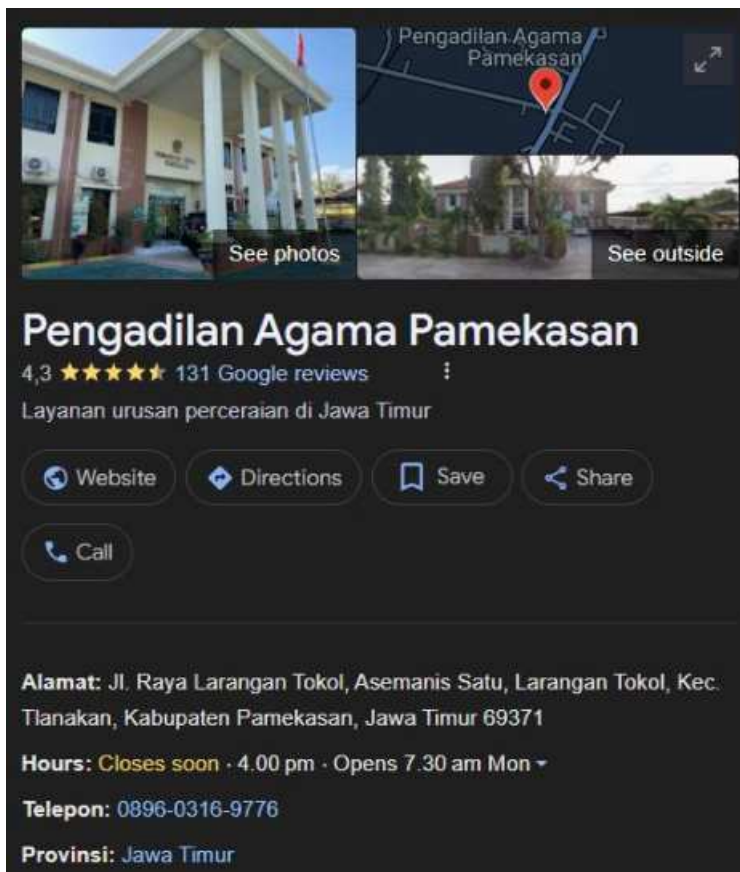 Pengadilan Agama
Pamekasan
See photos
See outside
Pengadilan Agama Pamekasan
4,3 131 Google reviews
Layanan urusan perceraian di Jawa Timur
Website Directions Save Share
Call
Alamat: Jl. Raya Larangan Tokol, Asemanis Satu, Larangan Tokol, Kec.
Tlanakan, Kabupaten Pamekasan, Jawa Timur 69371
Hours: Closes soon · 4.00 pm · Opens 7.30 am Mon
Telepon: 0896-0316-9776
Provinsi: Jawa Timur